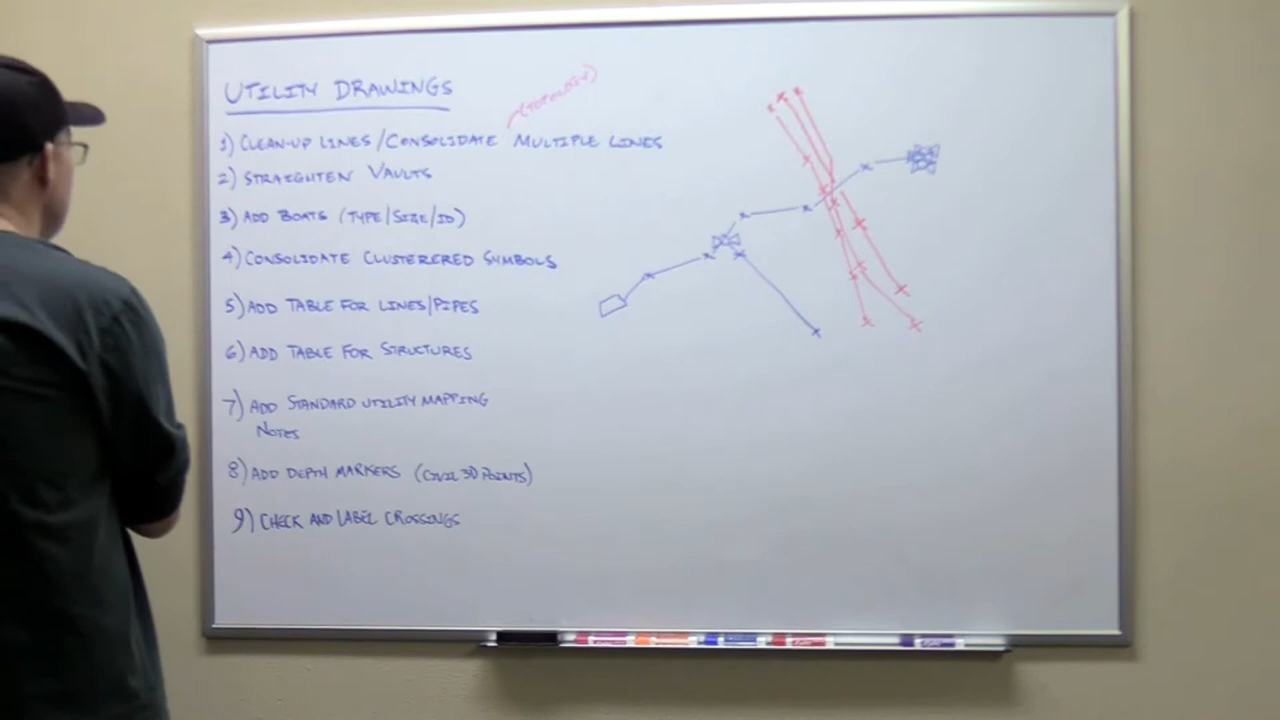 UTILITY DRAWINGS
(TOPOLOGY)
1) CLEAN-UP LINES/CONSOLIDATE MULTIPLE LINES
2) STRAIGHTEN VAULTS
3) ADD BOATS (TYPE/SIZE/ID)
4) CONSOLIDATE CLUSTERERED SYMBOLS
5) ADD TABLE FOR LINES/PIPES
6) ADD TABLE FOR STRUCTURES
7) ADD STANDARD UTILITY MAPPING
NOTES
8) ADD DEPTH MARKERS (CIVIL 3D POINTS)
9) CHECK AND LABEL CROSSINGS